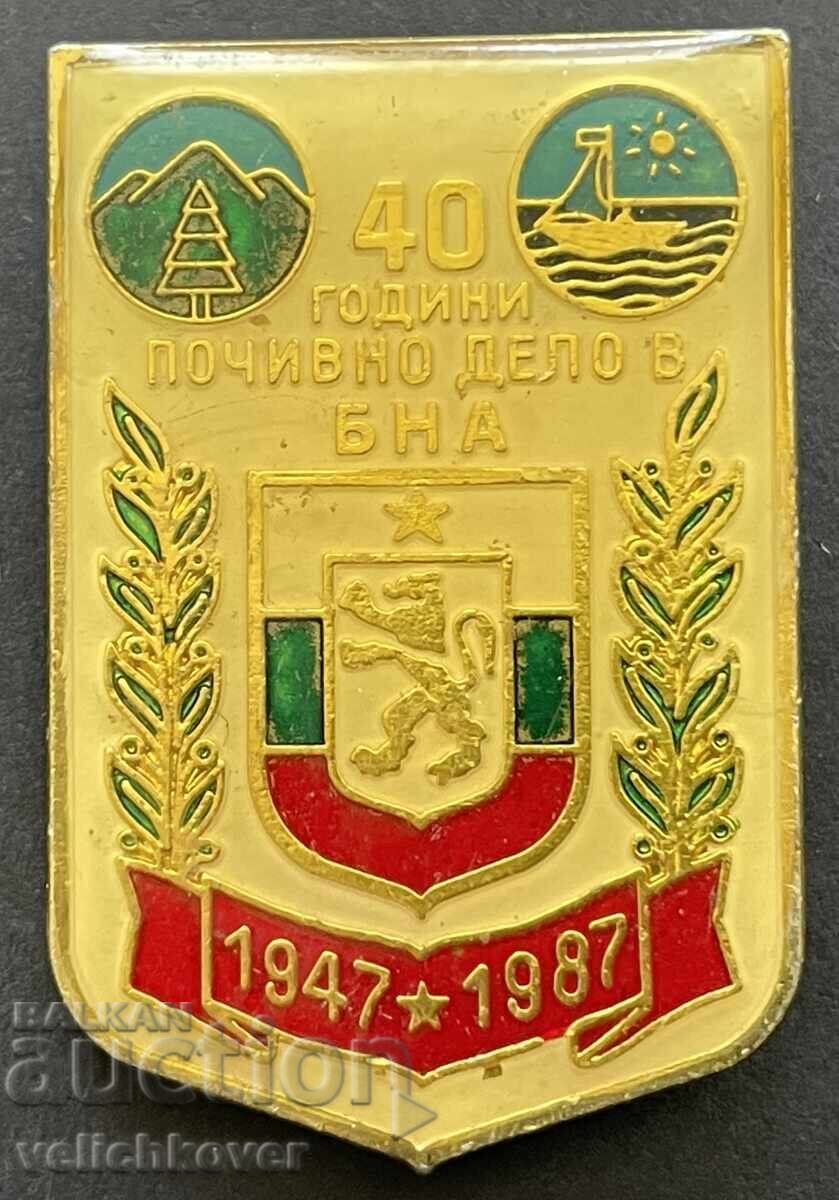 40
ГОДИНИ
ПОЧИВНО ДЕЛО В
БНА
1947★1987
BALKAN
auction
velichkover